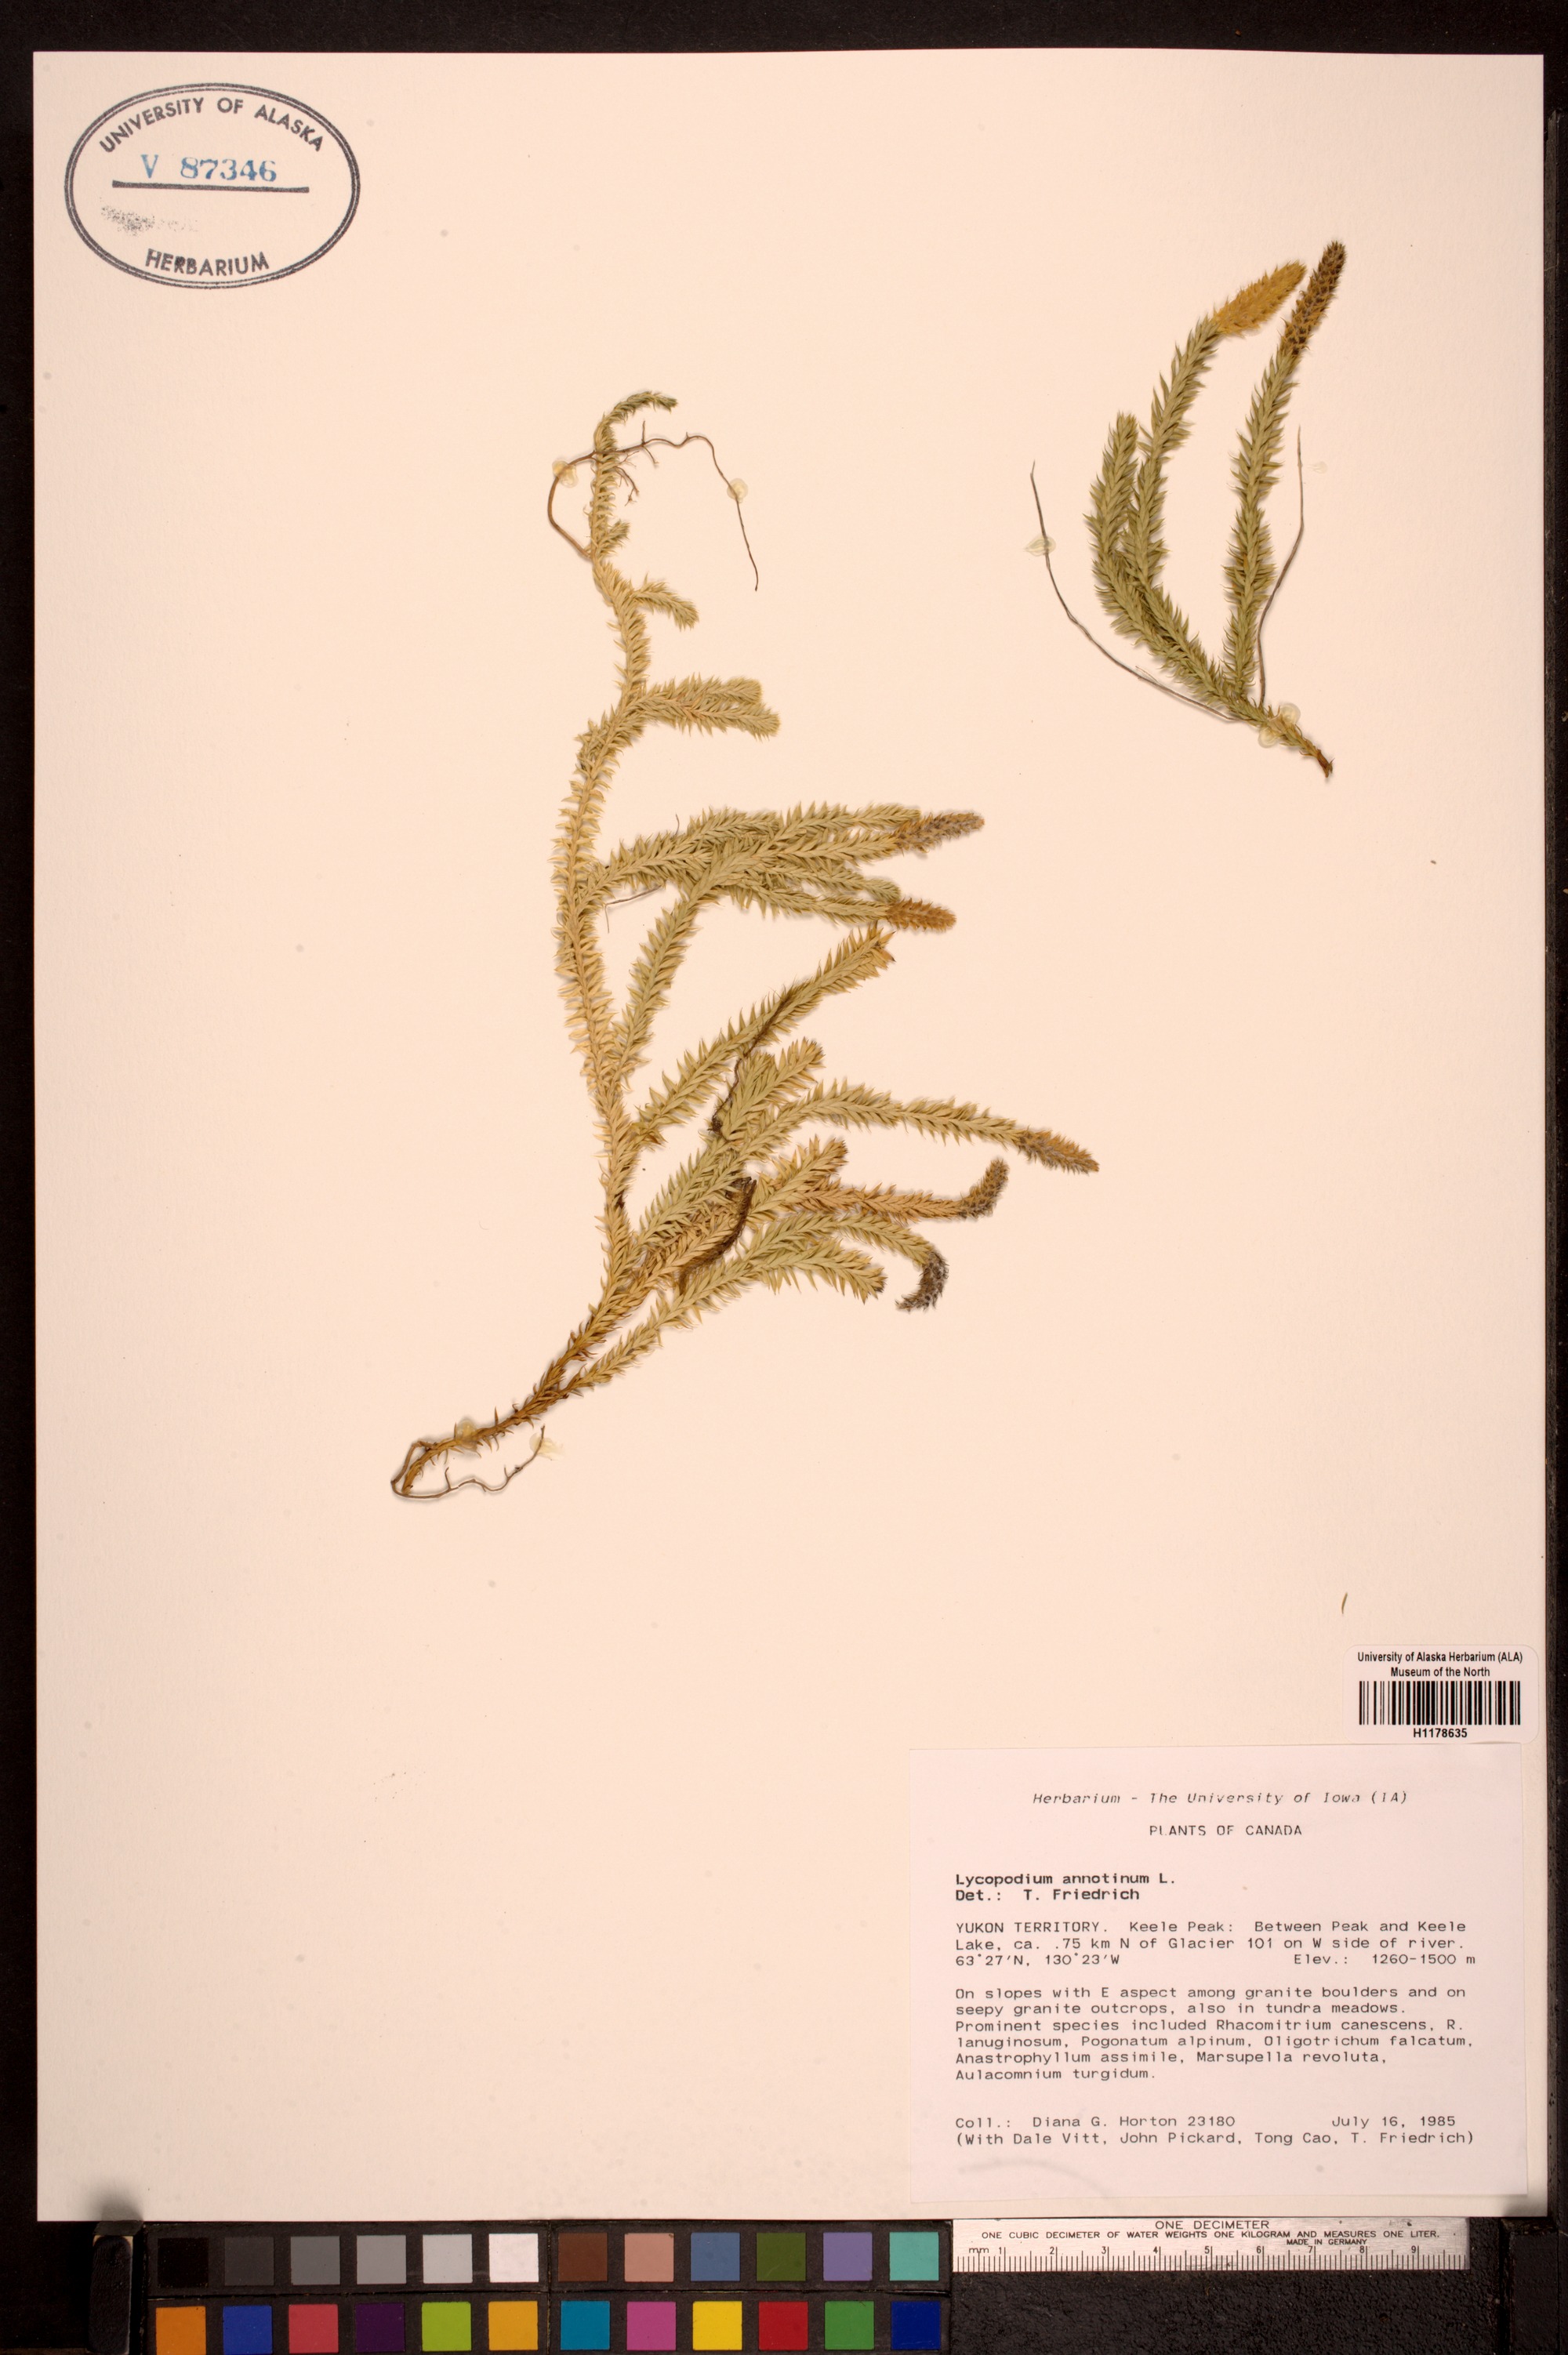 UNIVERSITY OF ALASKA
V 87346
HERBARIUM
University of Alaska Herbarium (ALA)
Museum of the North
H1178635
Herbarium - The University of Iowa (IA)
PLANTS OF CANADA
Lycopodium annotinum L.
Det.: T. Friedrich
YUKON TERRITORY. Keele Peak: Between Peak and Keele
Lake, ca. .75 km N of Glacier 101 on W side of river.
63°27'N, 130°23'W Elev.: 1260-1500 m
On slopes with E aspect among granite boulders and on
seepy granite outcrops, also in tundra meadows.
Prominent species included Rhacomitrium canescens, R.
lanuginosum, Pogonatum alpinum, Oligotrichum falcatum,
Anastrophyllum assimile, Marsupella revoluta,
Aulacomnium turgidum.
Coll.: Diana G. Horton 23180 July 16, 1985
(With Dale Vitt, John Pickard, Tong Cao, T. Friedrich)
ONE DECIMETER
ONE CUBIC DECIMETER OF WATER WEIGHTS ONE KILOGRAM AND MEASURES ONE LITER.
MADE IN GERMANY
mm 1 2 3 4 5 6 7 8 9